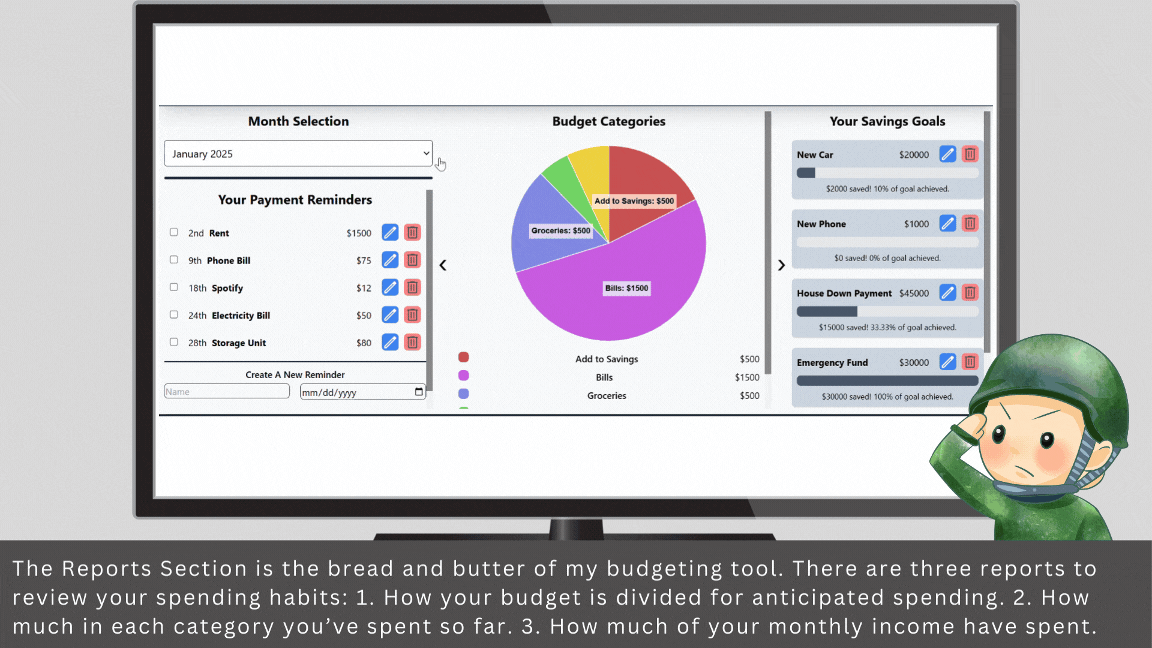 Month Selection
January 2025
Your Payment Reminders
2nd Rent $1500
9th Phone Bill $75
18th Spotify $12
24th Electricity Bill $50
28th Storage Unit $80
Create A New Reminder
Name mm/dd/yyyy
Budget Categories
Add to Savings: $500
Groceries: $500
Bills: $1500
Add to Savings $500
Bills $1500
Groceries $500
Your Savings Goals
New Car $20000
$2000 saved! 10% of goal achieved.
New Phone $1000
$0 saved! 0% of goal achieved.
House Down Payment $45000
$15000 saved! 33.33% of goal achieved.
Emergency Fund $30000
$30000 saved! 100% of goal achieved.
The Reports Section is the bread and butter of my budgeting tool. There are three reports to
review your spending habits: 1. How your budget is divided for anticipated spending. 2. How
much in each category you’ve spent so far. 3. How much of your monthly income have spent.